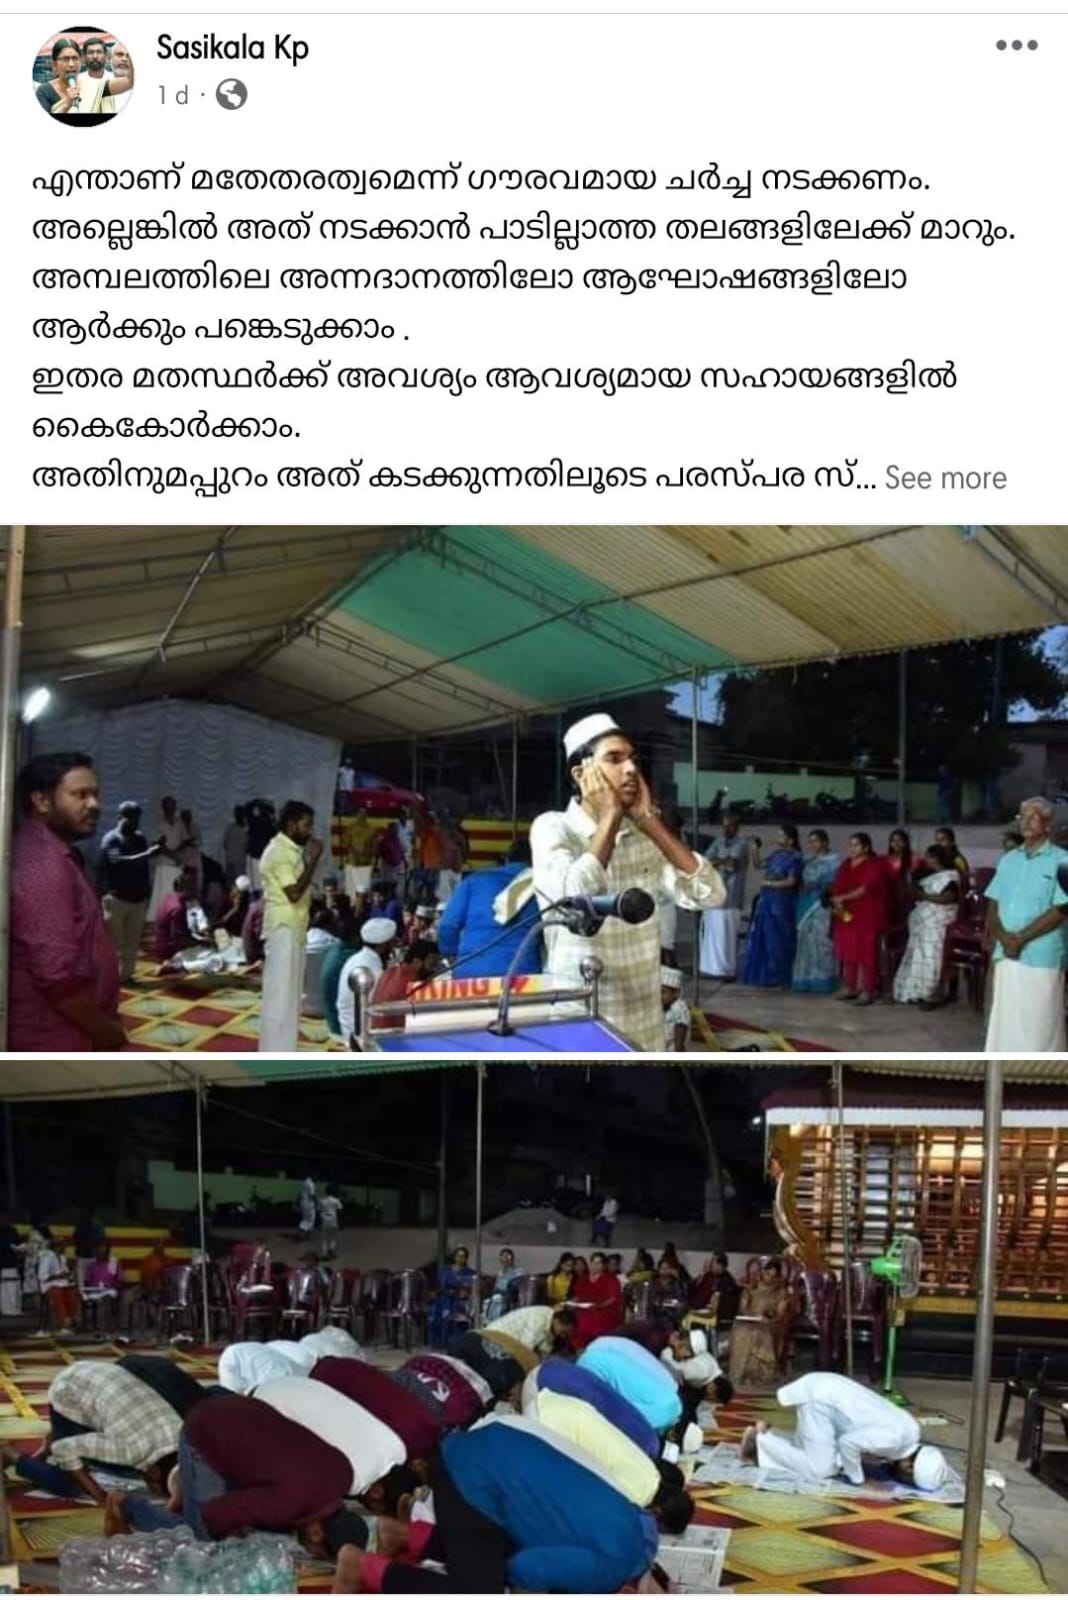 Sasikala Kp
1 d ·
എന്താണ് മതേതരത്വമെന്ന് ഗൗരവമായ ചർച്ച നടക്കണം.
അല്ലെങ്കിൽ അത് നടക്കാൻ പാടില്ലാത്ത തലങ്ങളിലേക്ക് മാറും.
അമ്പലത്തിലെ അന്നദാനത്തിലോ ആഘോഷങ്ങളിലോ
ആർക്കും പങ്കെടുക്കാം .
ഇതര മതസ്ഥർക്ക് അവശ്യം ആവശ്യമായ സഹായങ്ങളിൽ
കൈകോർക്കാം.
അതിനുമപ്പുറം അത് കടക്കുന്നതിലൂടെ പരസ്പര സ്... See more
KING